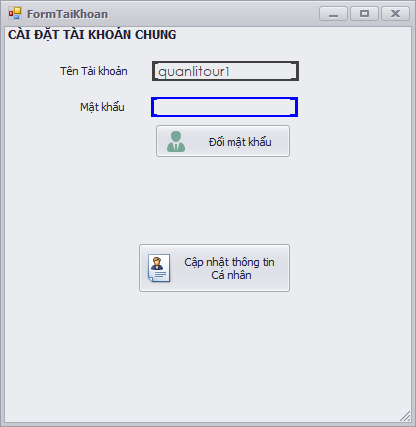 FormTaiKhoan
CÀI ĐẶT TÀI KHOẢN CHUNG
Tên Tài khoản
quanlitour1
Mật khẩu
Đổi mật khẩu
Cập nhật thông tin
Cá nhân